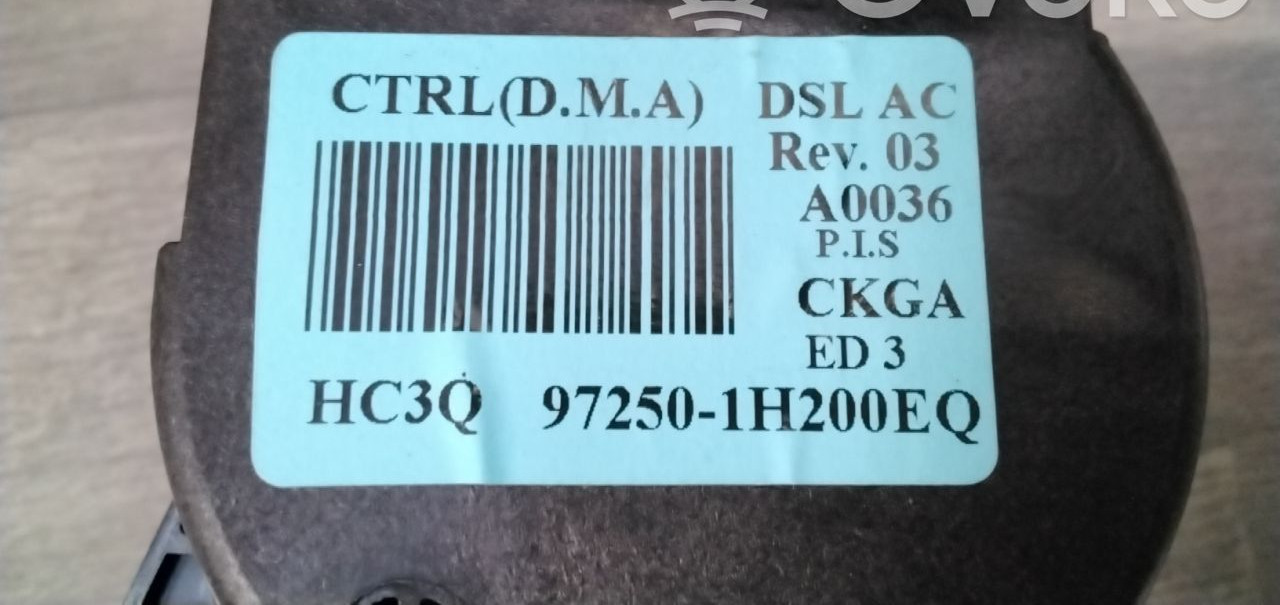 CTRL(D.M.A) DSL AC
Rev. 03
A0036
P.I.S
CKGA
ED 3
HC3Q 97250-1H200EQ